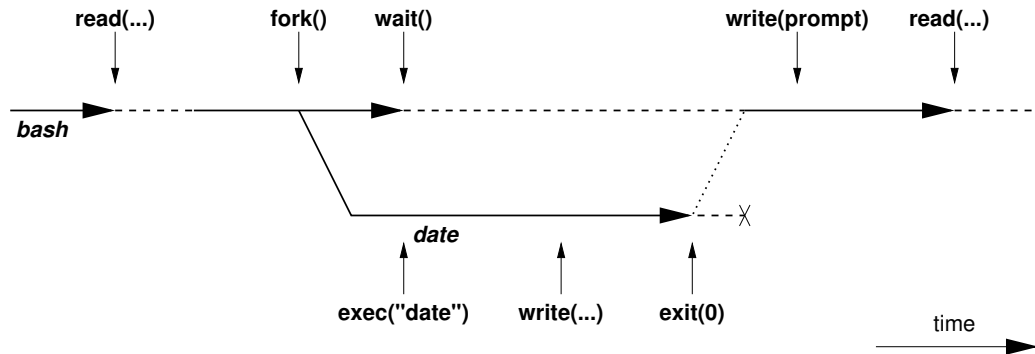 read(...) fork() wait() write(prompt) read(...)
bash
date
exec("date") write(...) exit(0)
time